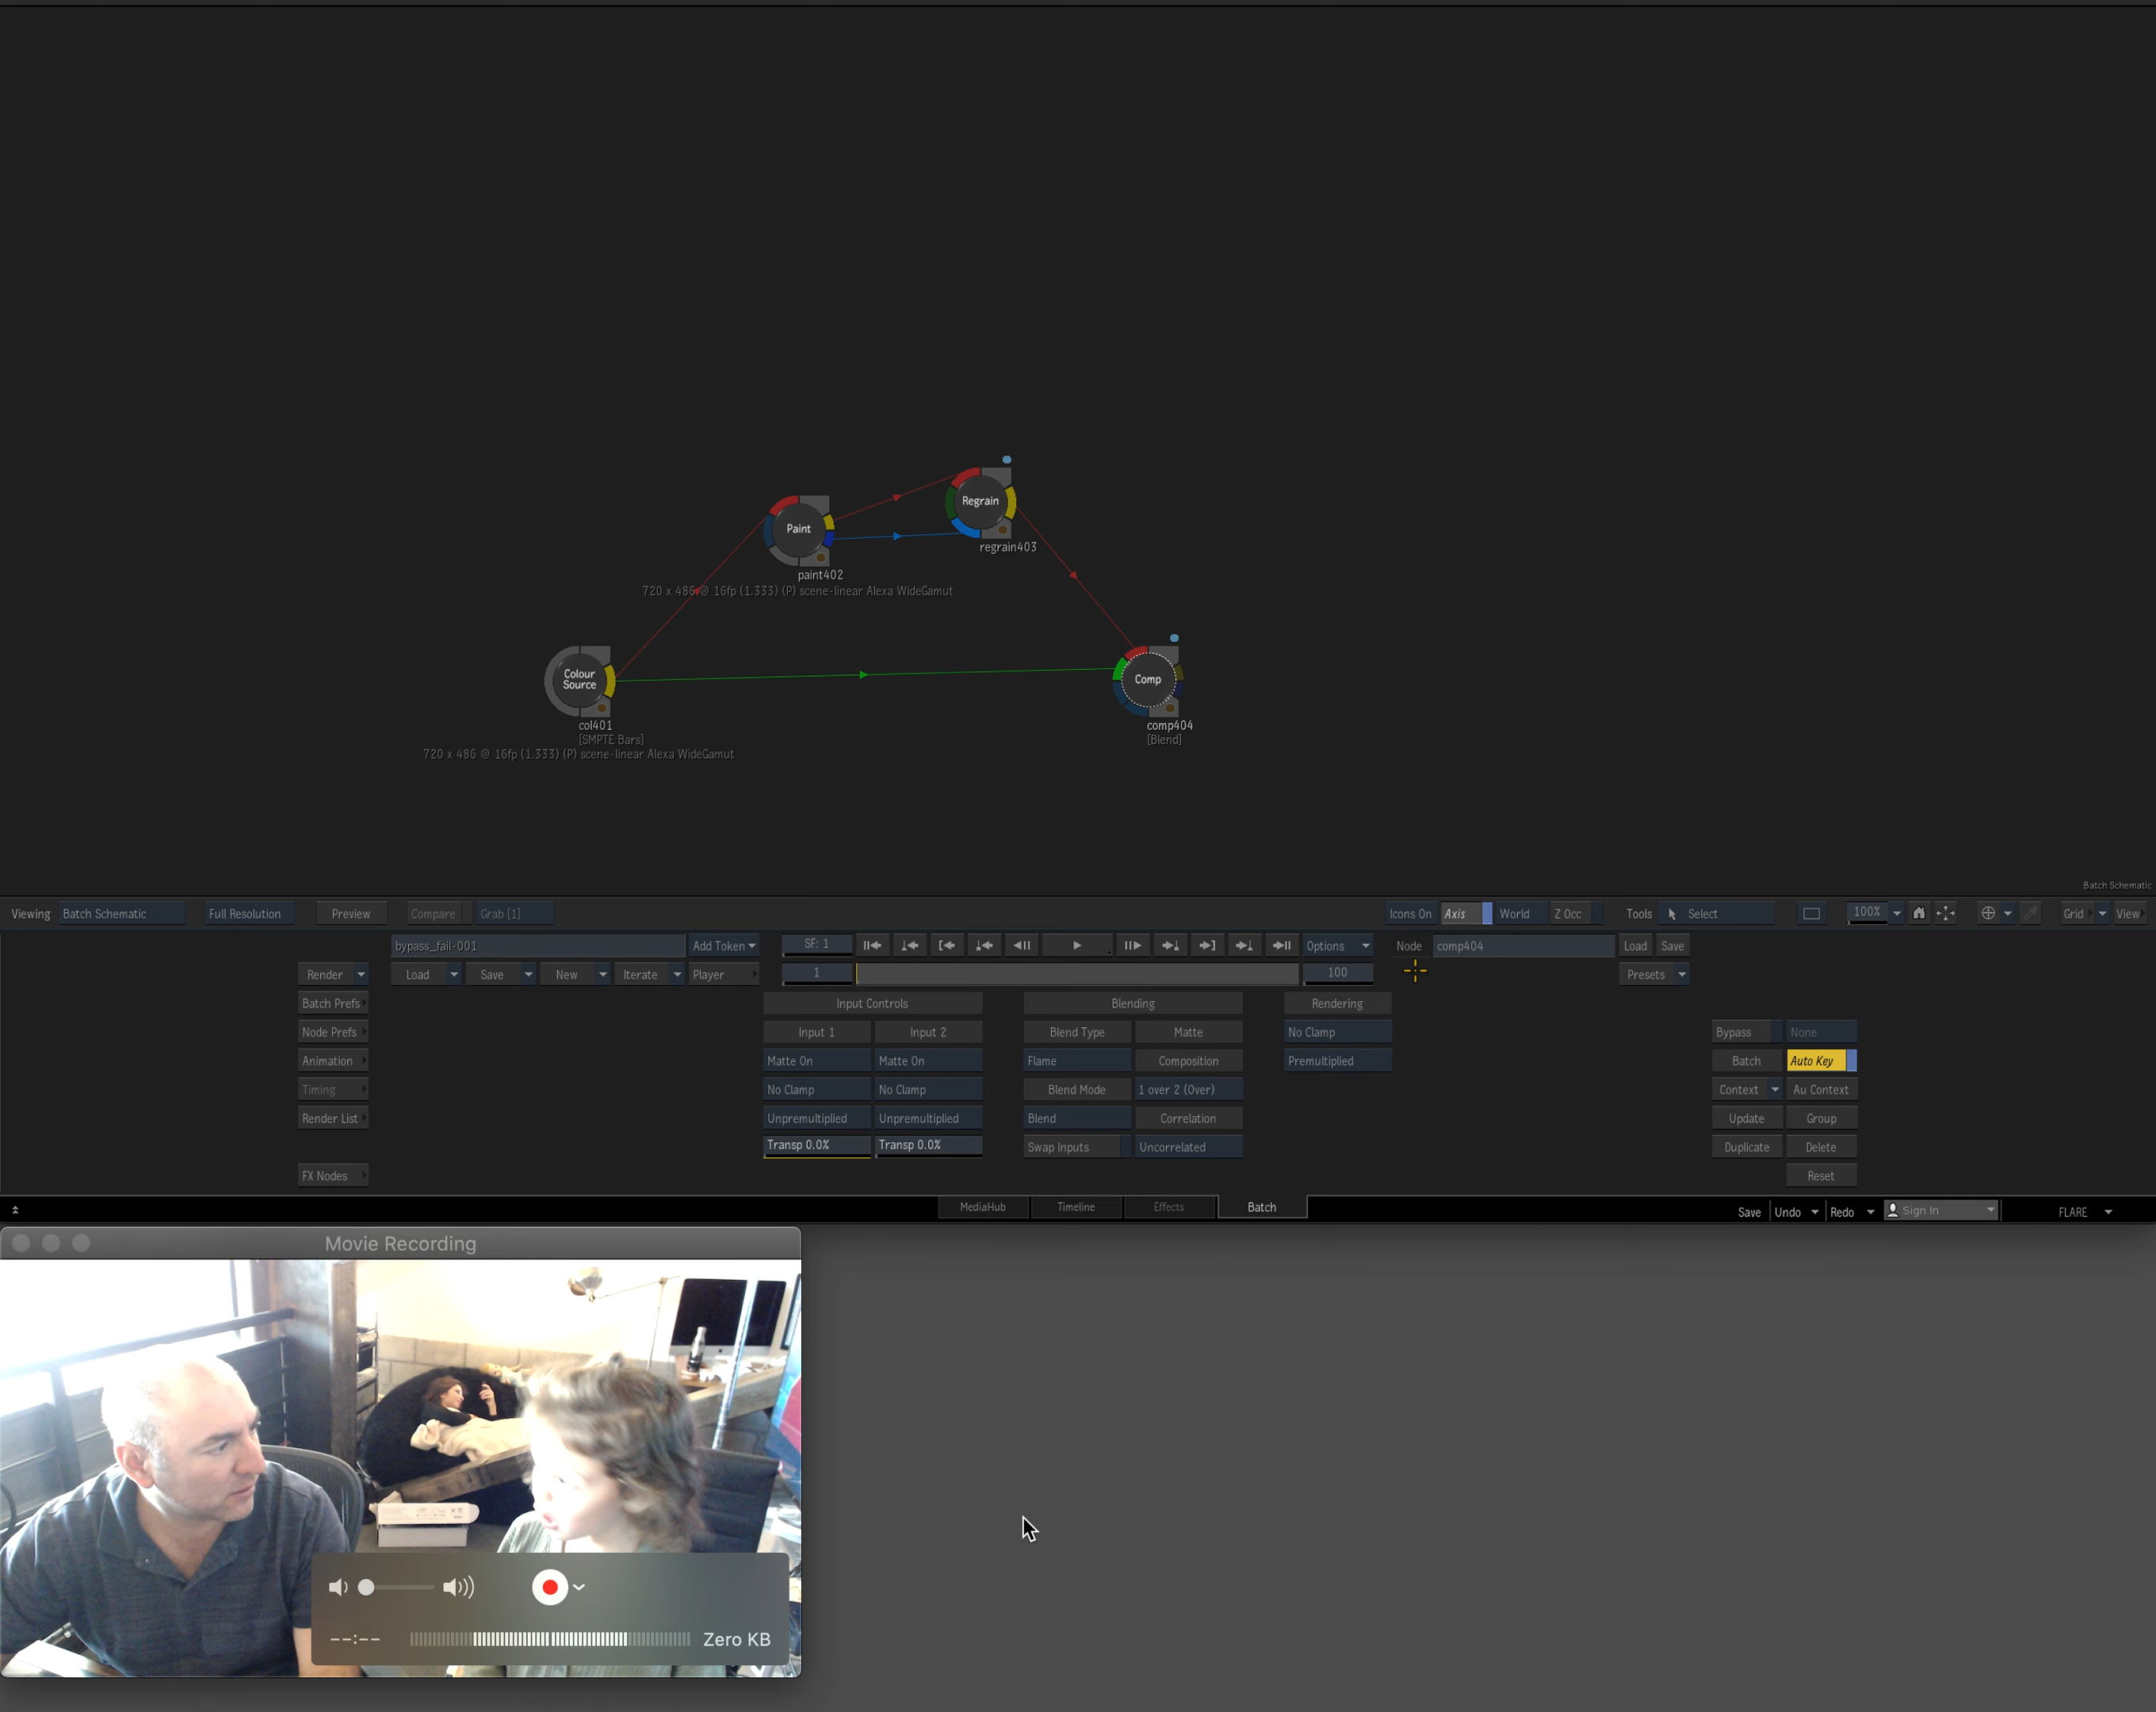 Regrain
regrain403
Paint
paint402
720 x 486 @ 16fp (1.333) (P) scene-linear Alexa WideGamut
Colour
Source
col401
[SMPTE Bars]
720 x 486 @ 16fp (1.333) (P) scene-linear Alexa WideGamut
Comp
comp404
[Blend]
Batch Schematic
Viewing Batch Schematic Full Resolution Preview Compare Grab [1] Icons On Axis World Z Occ Tools Select 100% Grid View
bypass_fail-001 Add Token SF: 1 Options Node comp404 Load Save
Render Load Save New Iterate Player 1 100 Presets
Batch Prefs Input Controls Blending Rendering
Node Prefs Input 1 Input 2 Blend Type Matte No Clamp Bypass None
Animation Matte On Matte On Flame Composition Premultiplied Batch Auto Key
Timing No Clamp No Clamp Blend Mode 1 over 2 (Over) Context Au Context
Render List Unpremultiplied Unpremultiplied Blend Correlation Update Group
Transp 0.0% Transp 0.0% Swap Inputs Uncorrelated Duplicate Delete
FX Nodes Reset
MediaHub Timeline Effects Batch Save Undo Redo Sign In FLARE
Movie Recording
--:-- Zero KB